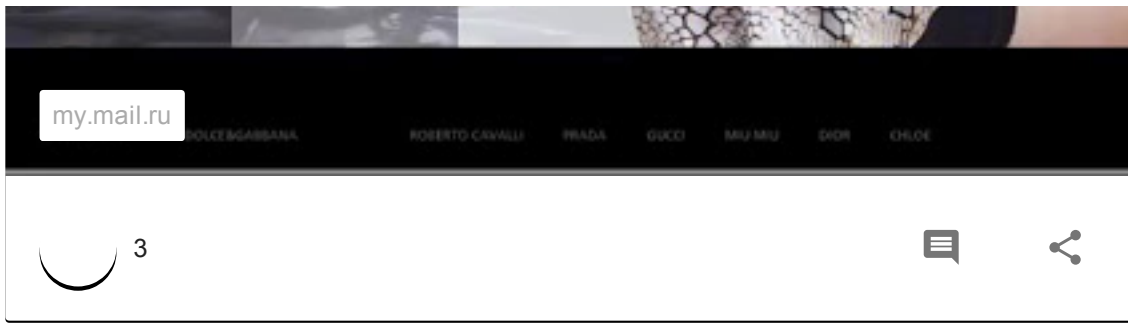 my.mail.ru
DOLCE&GABBANA ROBERTO CAVALLI PRADA GUCCI MIU MIU DIOR CHLOE
3